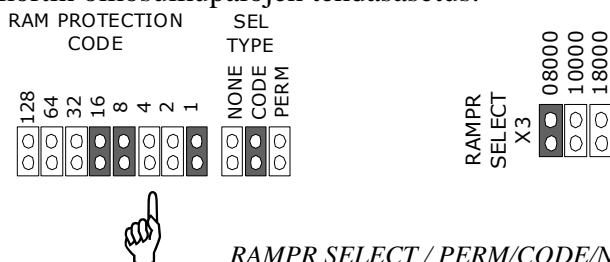 RAM PROTECTION CODE
SEL TYPE
128
64
32
16
8
4
2
1
NONE
CODE
PERM
RAMPR SELECT
X3
08000
10000
18000
RAMPR SELECT / PERM/CODE/N